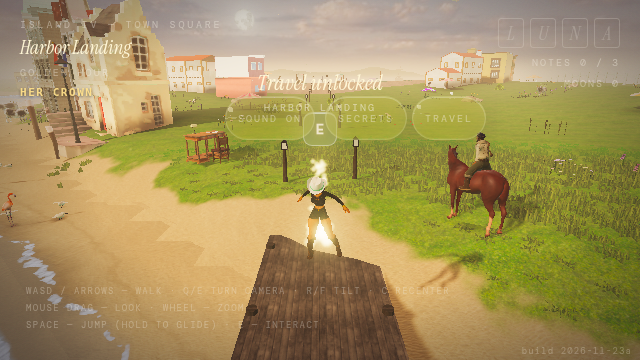 TOWN SQUARE
Harbor Landing
HER CROWN
LUNA
NOTES 0 / 3
Travel unlocked
HARBOR LANDING
SOUND ON
SECRETS
TRAVEL
E
WASD / ARROWS — WALK · Q/E TURN CAMERA · R/F TILT
MOUSE DRAG — LOOK · WHEEL — ZOOM
SPACE — JUMP (HOLD TO GLIDE) · E — INTERACT
build 2026-11-23a